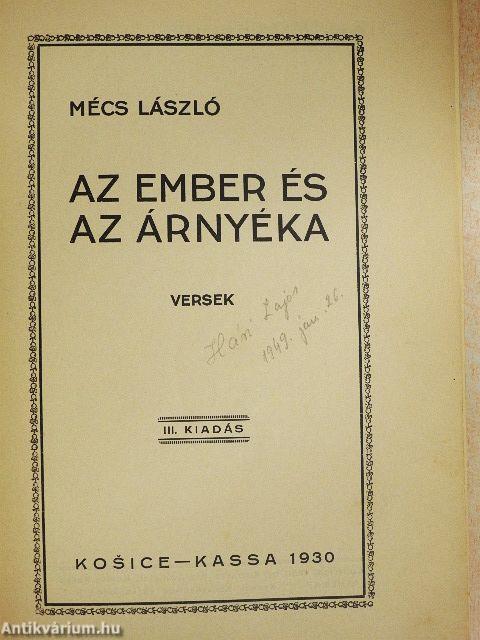 MÉCS LÁSZLÓ
AZ EMBER ÉS
AZ ÁRNYÉKA
VERSEK
Hári Lajos
1949. jan. 26.
III. KIADÁS
KOŠICE—KASSA 1930
Antikvárium.hu